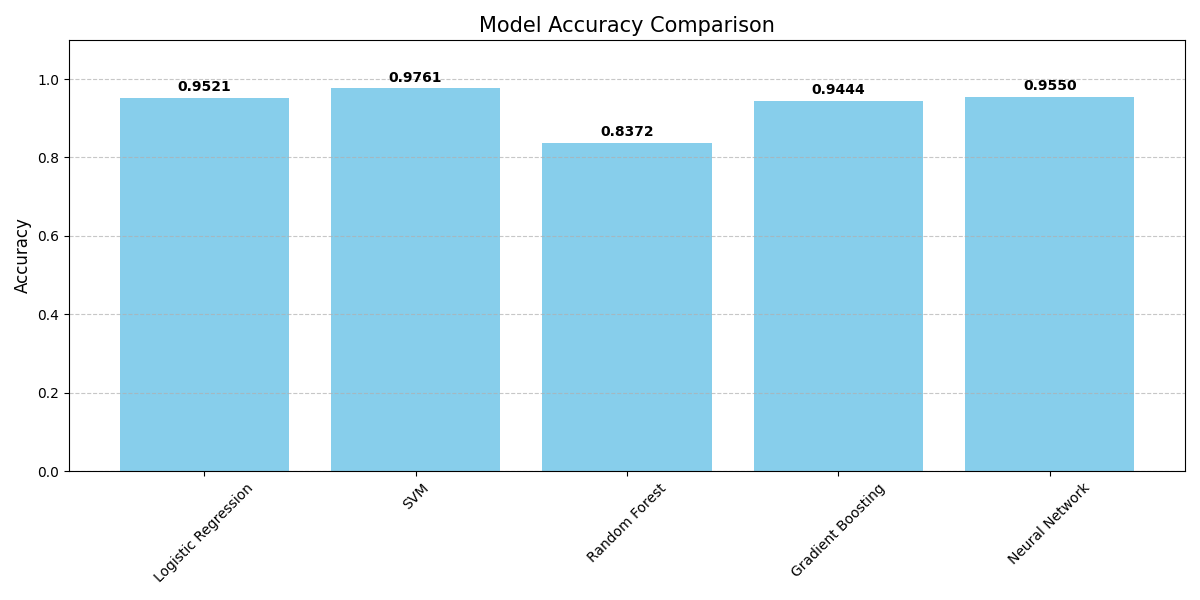 Model Accuracy Comparison
Accuracy
1.0
0.8
0.6
0.4
0.2
0.0
0.9521
0.9761
0.8372
0.9444
0.9550
Logistic Regression
SVM
Random Forest
Gradient Boosting
Neural Network